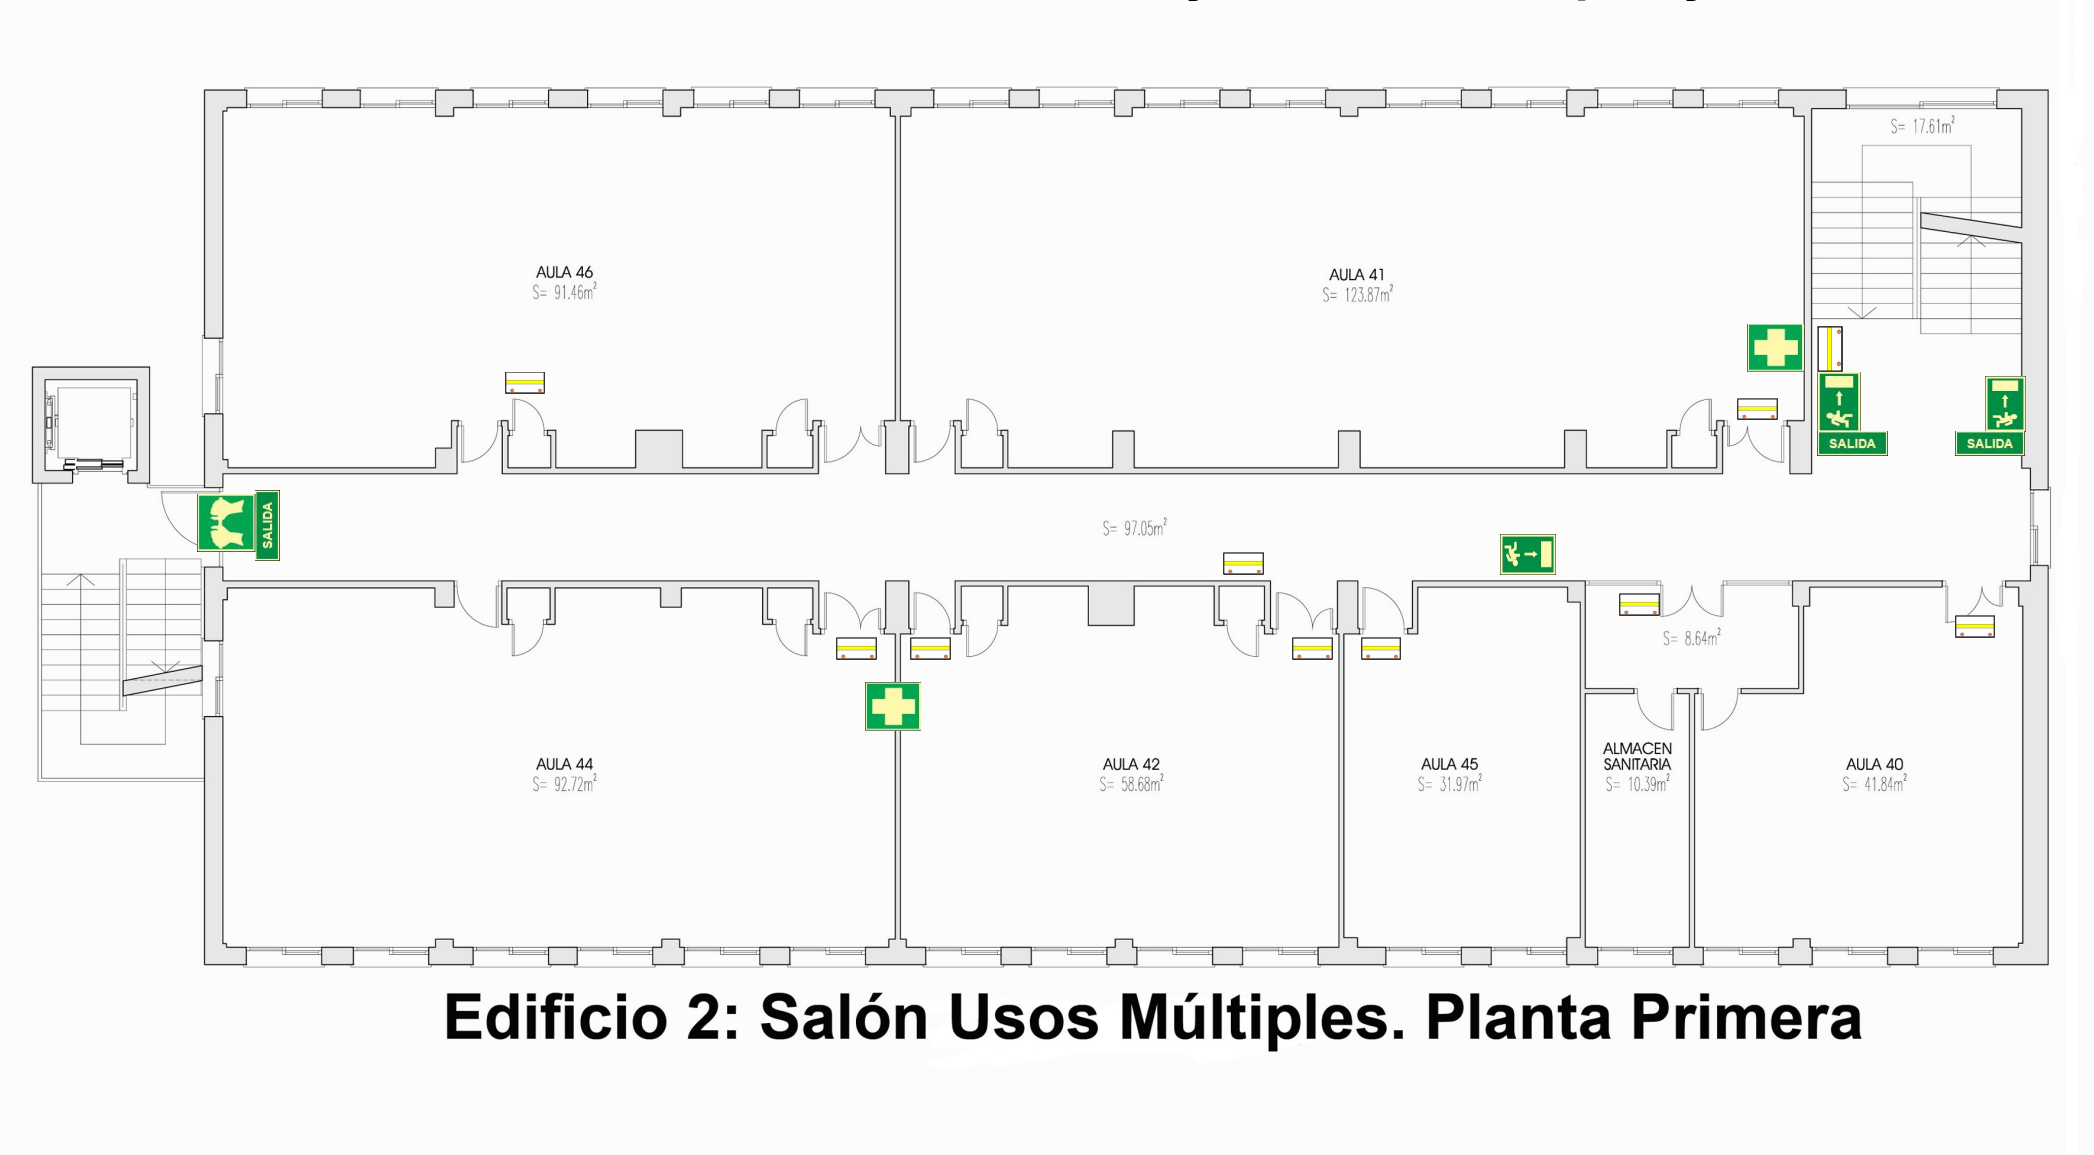 S= 17.61m²
AULA 46
S= 91.46m²
AULA 41
S= 123.87m²
SALIDA
SALIDA
SALIDA
S= 97.05m²
S= 8.64m²
AULA 44
S= 92.72m²
AULA 42
S= 58.68m²
AULA 45
S= 31.97m²
ALMACEN
SANITARIA
S= 10.39m²
AULA 40
S= 41.84m²
Edificio 2: Salón Usos Múltiples. Planta Primera